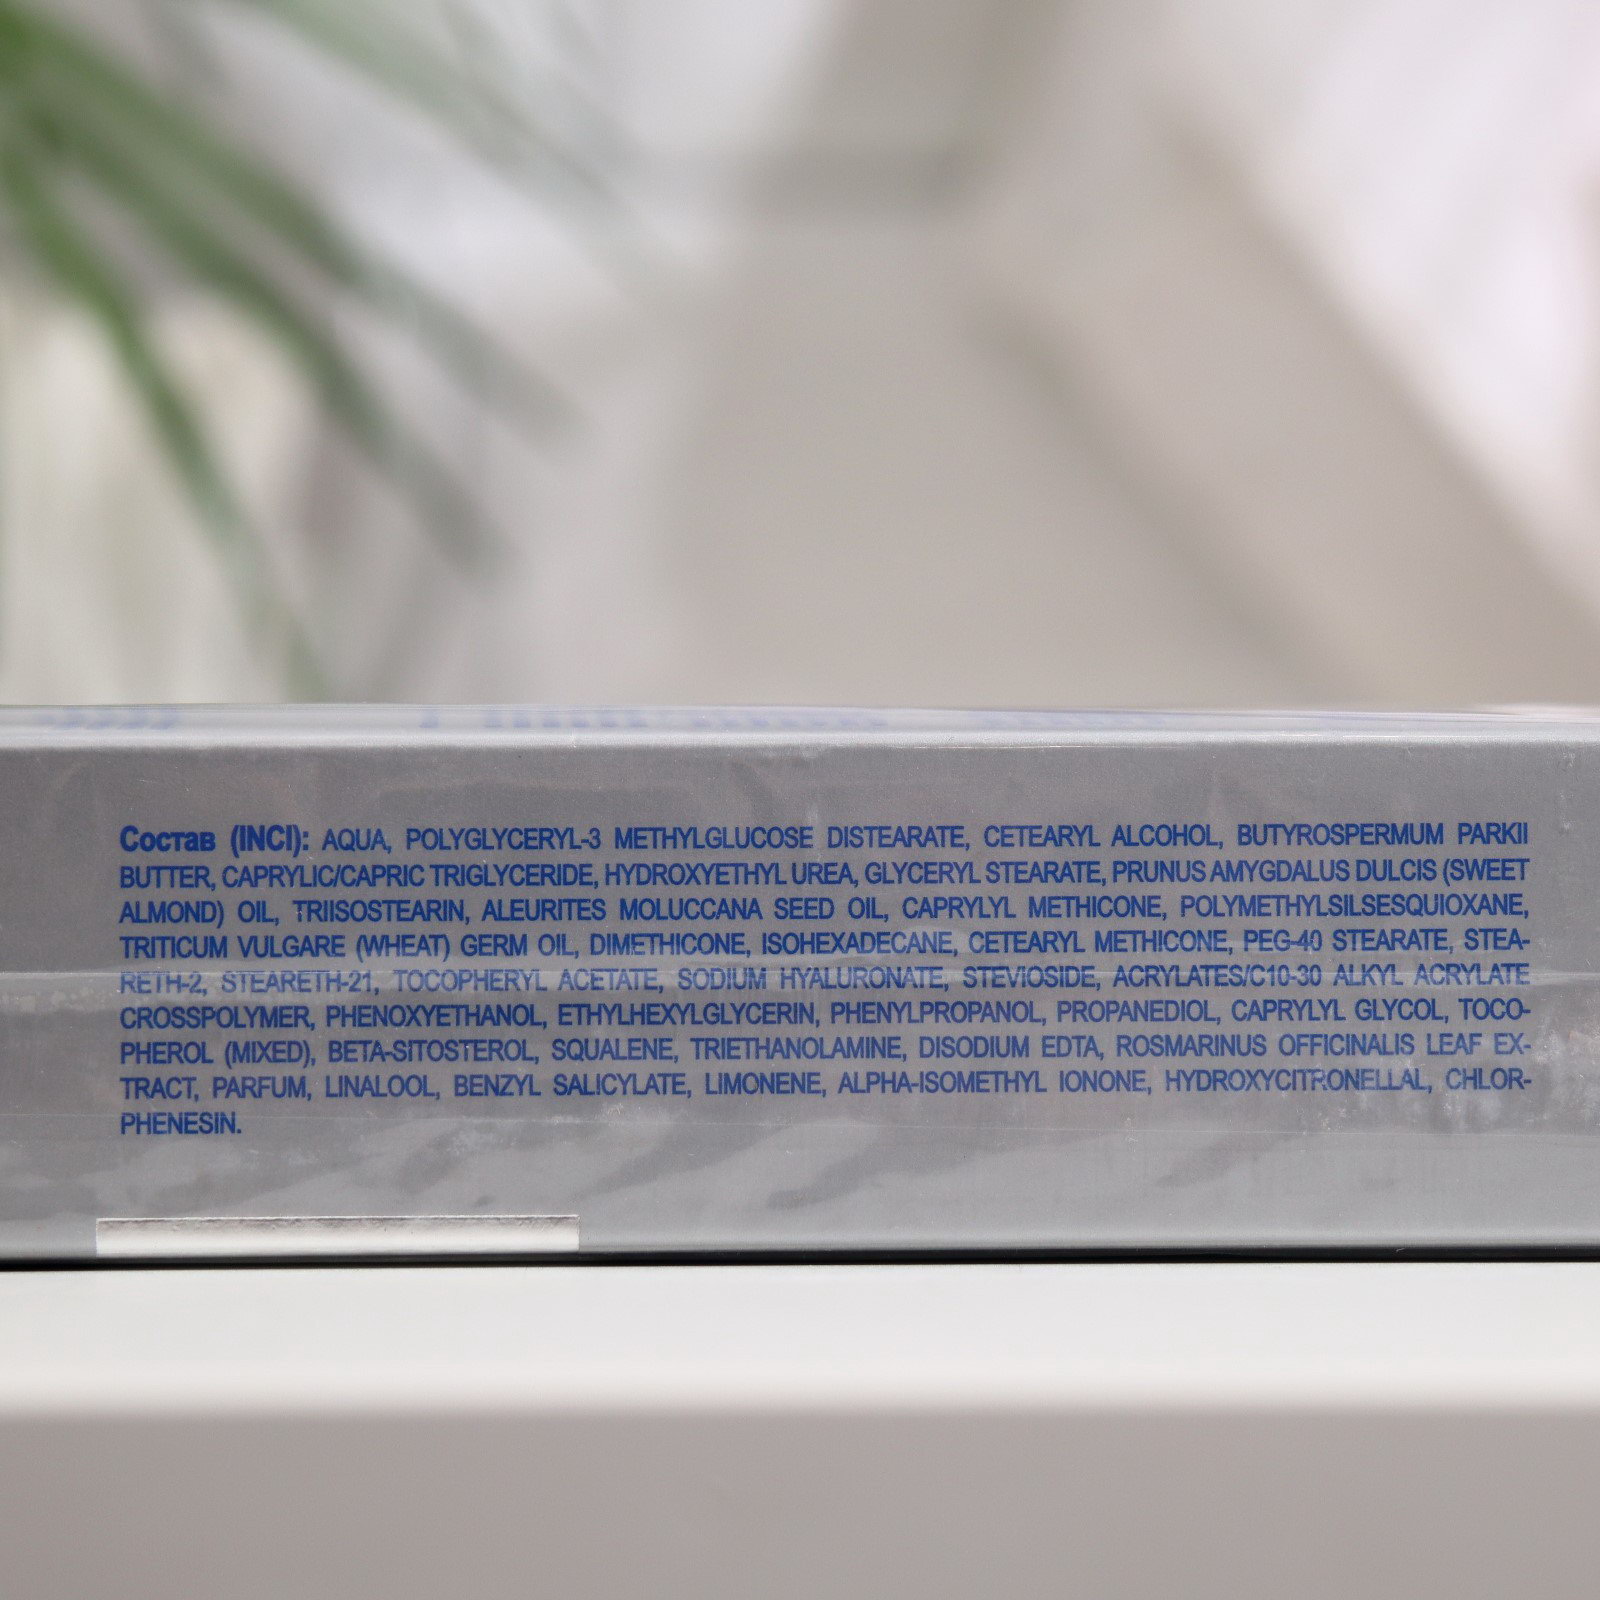 Состав (INCI): AQUA, POLYGLYCERYL-3 METHYLGLUCOSE DISTEARATE, CETEARYL ALCOHOL, BUTYROSPERMUM PARKII
BUTTER, CAPRYLIC/CAPRIC TRIGLYCERIDE, HYDROXYETHYL UREA, GLYCERYL STEARATE, PRUNUS AMYGDALUS DULCIS (SWEET
ALMOND) OIL, TRIISOSTEARIN, ALEURITES MOLUCCANA SEED OIL, CAPRYLYL METHICONE, POLYMETHYLSILSESQUIOXANE,
TRITICUM VULGARE (WHEAT) GERM OIL, DIMETHICONE, ISOHEXADECANE, CETEARYL METHICONE, PEG-40 STEARATE, STEA-
RETH-2, STEARETH-21, TOCOPHERYL ACETATE, SODIUM HYALURONATE, STEVIOSIDE, ACRYLATES/C10-30 ALKYL ACRYLATE
CROSSPOLYMER, PHENOXYETHANOL, ETHYLHEXYLGLYCERIN, PHENYLPROPANOL, PROPANEDIOL, CAPRYLYL GLYCOL, TOCO-
PHEROL (MIXED), BETA-SITOSTEROL, SQUALENE, TRIETHANOLAMINE, DISODIUM EDTA, ROSMARINUS OFFICINALIS LEAF EX-
TRACT, PARFUM, LINALOOL, BENZYL SALICYLATE, LIMONENE, ALPHA-ISOMETHYL IONONE, HYDROXYCITRONELLAL, CHLOR-
PHENESIN.